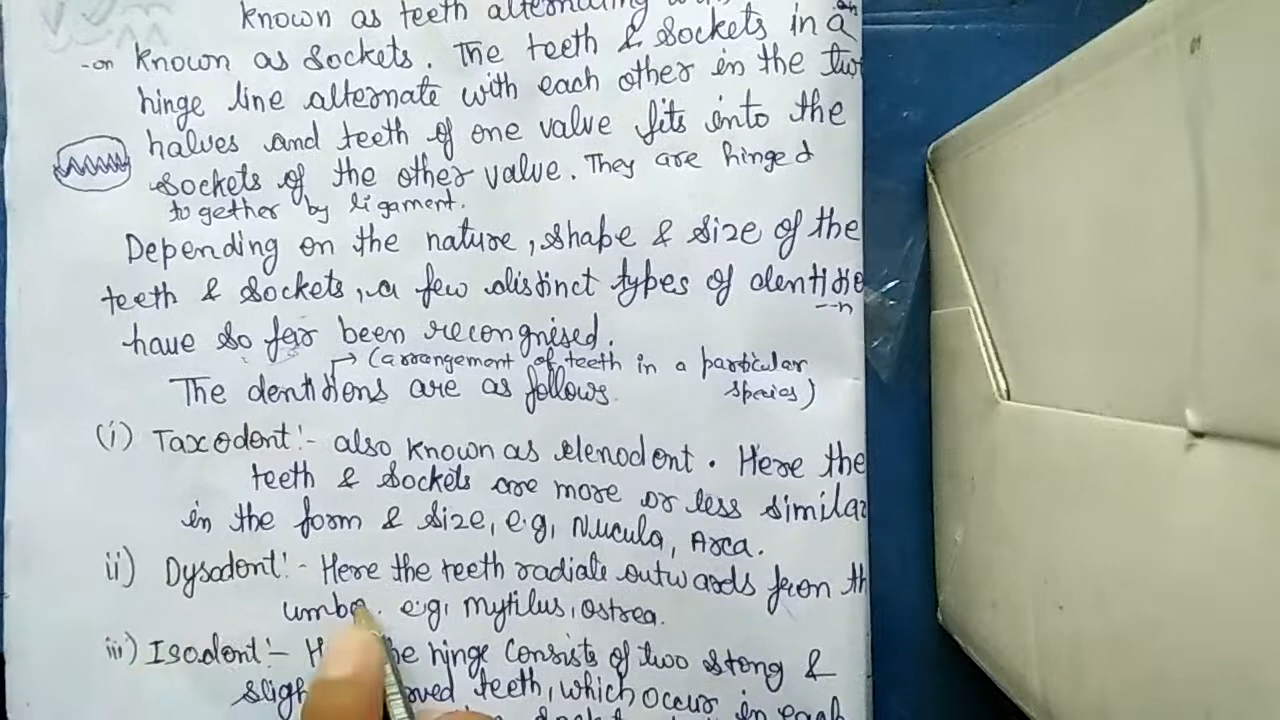 known as teeth alternating
known as sockets. The teeth & sockets in a
hinge line alternate with each other in the two
halves and teeth of one valve fits into the
sockets of the other valve. They are hinged
together by ligament.
Depending on the nature, shape & size of the
teeth & sockets, a few distinct types of dentitio
--n
have so far been recongnised.
→ (arrangement of teeth in a particular
species)
The dentitions are as follows.
(i) Taxodont:- also known as elenodont. Here the
teeth & sockets are more or less similar
in the form & size, e.g, Nucula, Arca.
ii) Dysodont:- Here the teeth radiate outwards from th
umbo. e.g, mytilus, ostrea.
iii) Isodont:- the hinge consists of two stong &
teeth, which occur in each